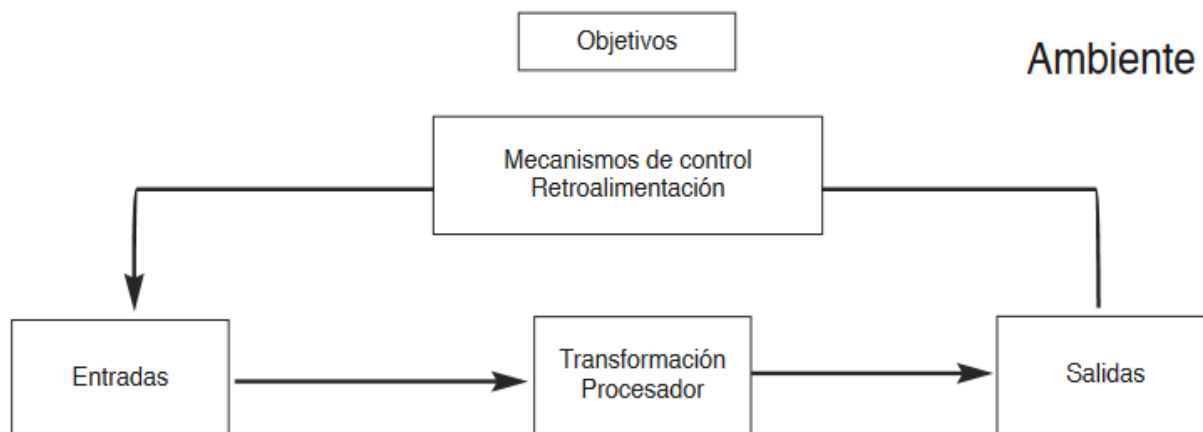 Objetivos
Ambiente
Mecanismos de control
Retroalimentación
Entradas
Transformación
Procesador
Salidas